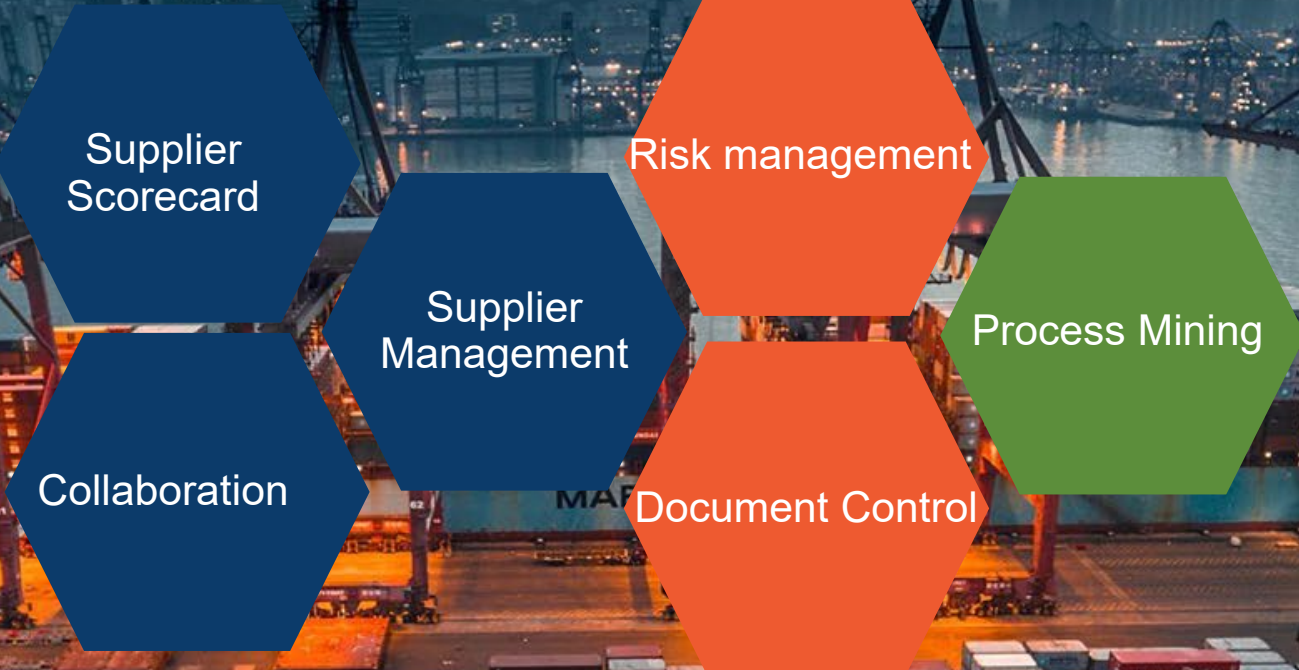 Supplier
Scorecard
Risk management
Supplier
Management
Process Mining
Collaboration
Document Control